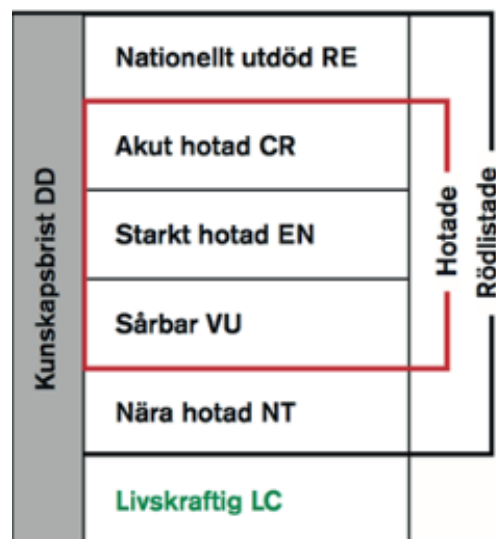 Kunskapsbrist DD
Nationellt utdöd RE
Akut hotad CR
Starkt hotad EN
Sårbar VU
Nära hotad NT
Livskraftig LC
Hotade
Rödlistade